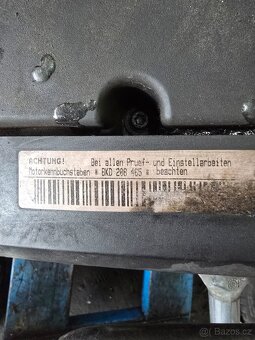 ACHTUNG! Bei allen Pruef- und Einstellarbeiten
Motorkennbuchstaben * BKD 208 465 * beachten
Bazos.cz